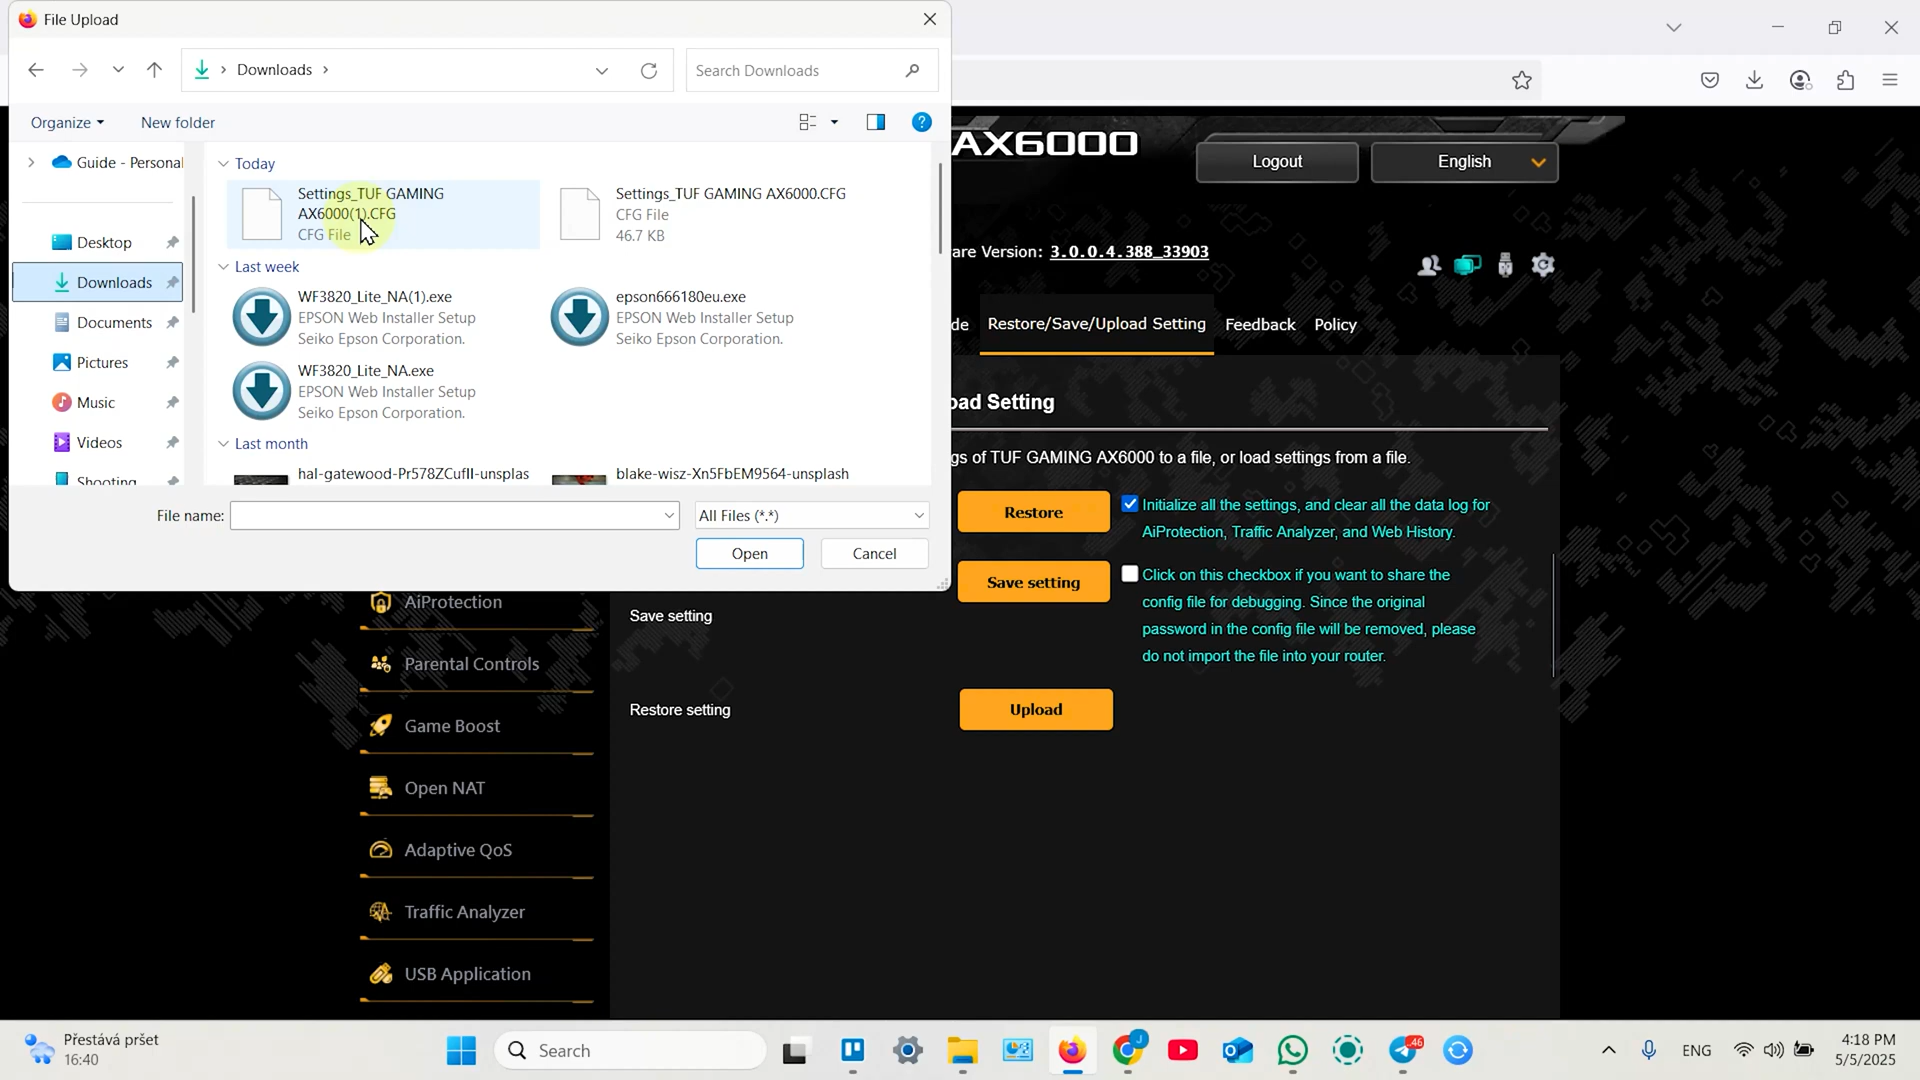 File Upload
Downloads
Search Downloads
Organize
New folder
Guide - Personal
Desktop
Downloads
Documents
Pictures
Music
Videos
Shooting
Today
Settings_TUF GAMING
AX6000(1).CFG
CFG File
Settings_TUF GAMING AX6000.CFG
CFG File
46.7 KB
Last week
WF3820_Lite_NA(1).exe
EPSON Web Installer Setup
Seiko Epson Corporation.
epson666180eu.exe
EPSON Web Installer Setup
Seiko Epson Corporation.
WF3820_Lite_NA.exe
EPSON Web Installer Setup
Seiko Epson Corporation.
Last month
blake-wisz-Xn5FbEM9564-unsplash
File name:
All Files (*.*)
Open
Cancel
AX6000
Logout
English
are Version: 3.0.0.4.388_33903
de
Restore/Save/Upload Setting
Feedback
Policy
oad Setting
gs of TUF GAMING AX6000 to a file, or load settings from a file.
Restore
Initialize all the settings, and clear all the data log for
AiProtection, Traffic Analyzer, and Web History.
Save setting
Save setting
Click on this checkbox if you want to share the
config file for debugging. Since the original
password in the config file will be removed, please
do not import the file into your router.
Restore setting
Upload
AiProtection
Parental Controls
Game Boost
Open NAT
Adaptive QoS
Traffic Analyzer
USB Application
Přestává pršet
16:40
Search
46
ENG
4:18 PM
5/5/2025